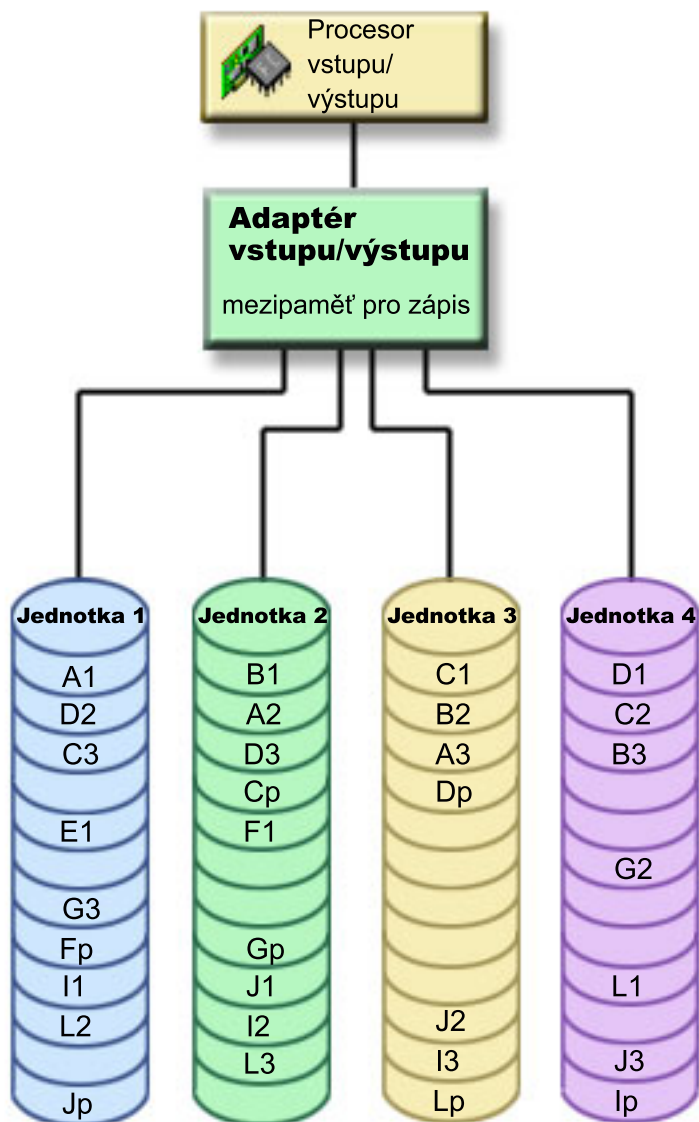 Procesor
vstupu/
výstupu
Adaptér
vstupu/výstupu
mezipaměť pro zápis
Jednotka 1
A1
D2
C3
E1
G3
Fp
I1
L2
Jp
Jednotka 2
B1
A2
D3
Cp
F1
Gp
J1
I2
L3
Jednotka 3
C1
B2
A3
Dp
J2
I3
Lp
Jednotka 4
D1
C2
B3
G2
L1
J3
Ip